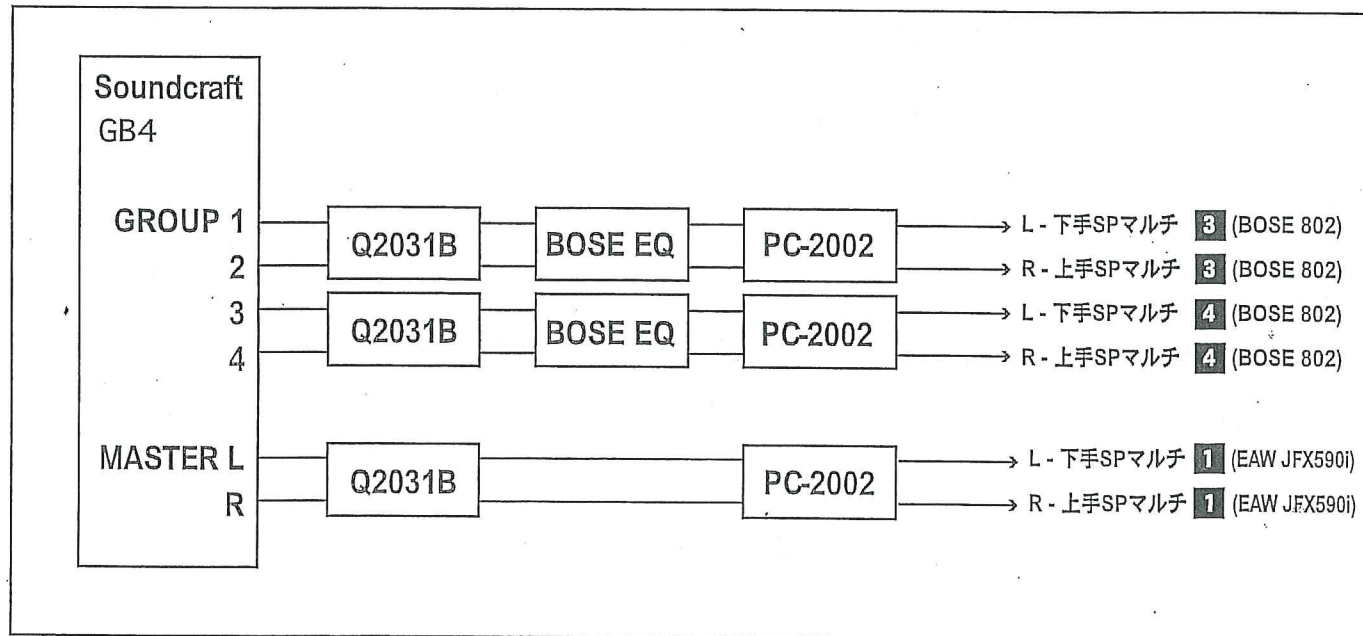 Soundcraft
GB4
GROUP 1
2
3
4
MASTER L
R
Q2031B
BOSE EQ
PC-2002
L - 下手SPマルチ 3 (BOSE 802)
R - 上手SPマルチ 3 (BOSE 802)
Q2031B
BOSE EQ
PC-2002
L - 下手SPマルチ 4 (BOSE 802)
R - 上手SPマルチ 4 (BOSE 802)
Q2031B
PC-2002
L - 下手SPマルチ 1 (EAW JFX590i)
R - 上手SPマルチ 1 (EAW JFX590i)